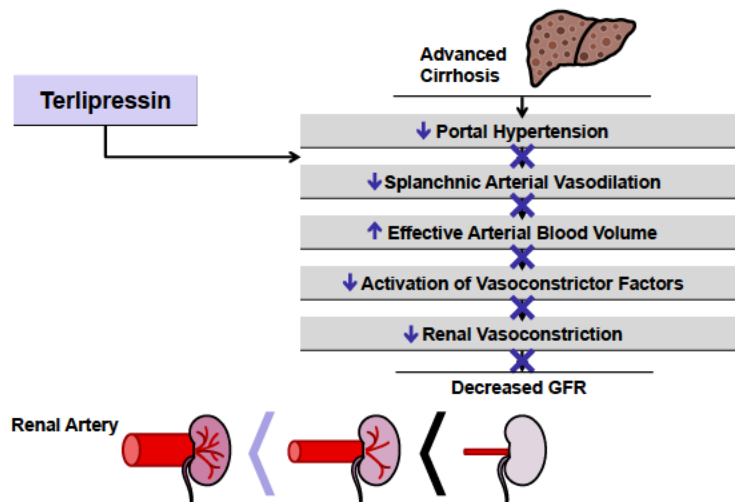 Advanced
Cirrhosis
Terlipressin
↓ Portal Hypertension
↓ Splanchnic Arterial Vasodilation
↑ Effective Arterial Blood Volume
↓ Activation of Vasoconstrictor Factors
↓ Renal Vasoconstriction
Decreased GFR
Renal Artery